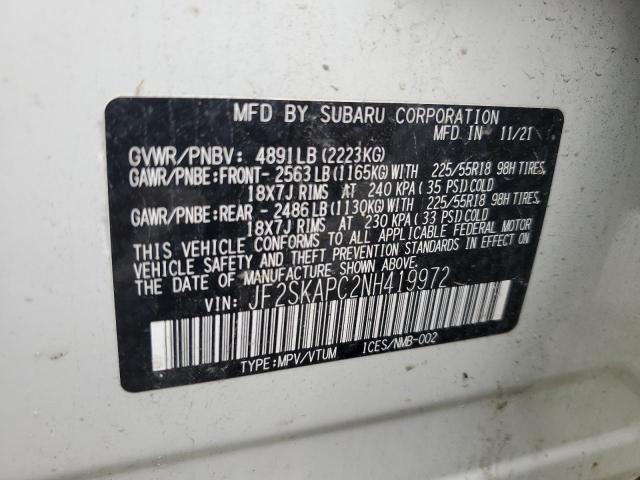 MFD BY SUBARU CORPORATION
MFD IN 11/21
GVWR/PNBV: 4891LB (2223KG)
GAWR/PNBE:FRONT- 2563LB (1165KG) WITH 225/55R18 98H TIRES,
18X7J RIMS AT 240 KPA (35 PSI) COLD
GAWR/PNBE:REAR - 2486LB (1130KG) WITH 225/55R18 98H TIRES,
18X7J RIMS AT 230 KPA (33 PSI) COLD
THIS VEHICLE CONFORMS TO ALL APPLICABLE FEDERAL MOTOR
VEHICLE SAFETY AND THEFT PREVENTION STANDARDS IN EFFECT ON
THE DATE OF MANUFACTURE SHOWN ABOVE.
VIN: JF2SKAPC2NH419972
TYPE:MPV/VTUM ICES/NMB-002